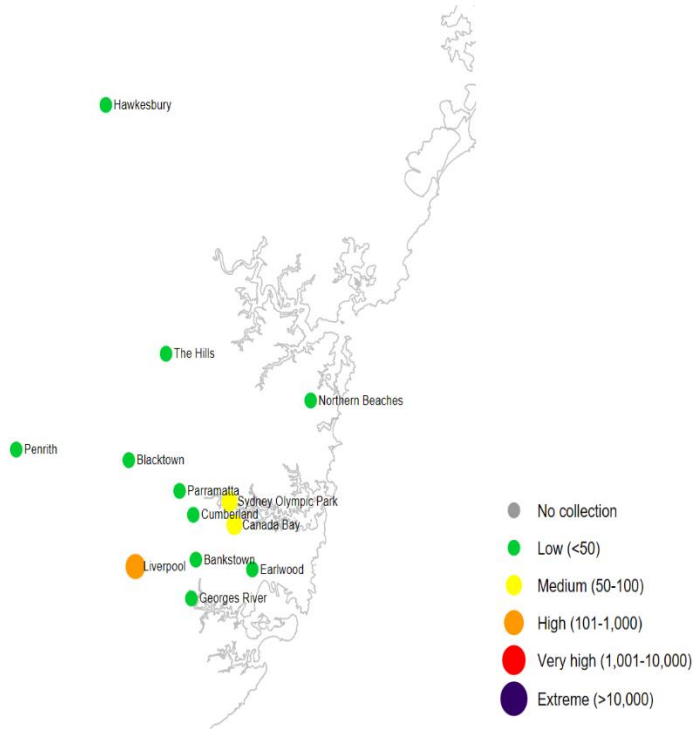 Hawkesbury
The Hills
Northern Beaches
Penrith
Blacktown
Parramatta
Sydney Olympic Park
Cumberland
Canada Bay
Bankstown
Liverpool
Earlwood
Georges River
No collection
Low (<50)
Medium (50-100)
High (101-1,000)
Very high (1,001-10,000)
Extreme (>10,000)